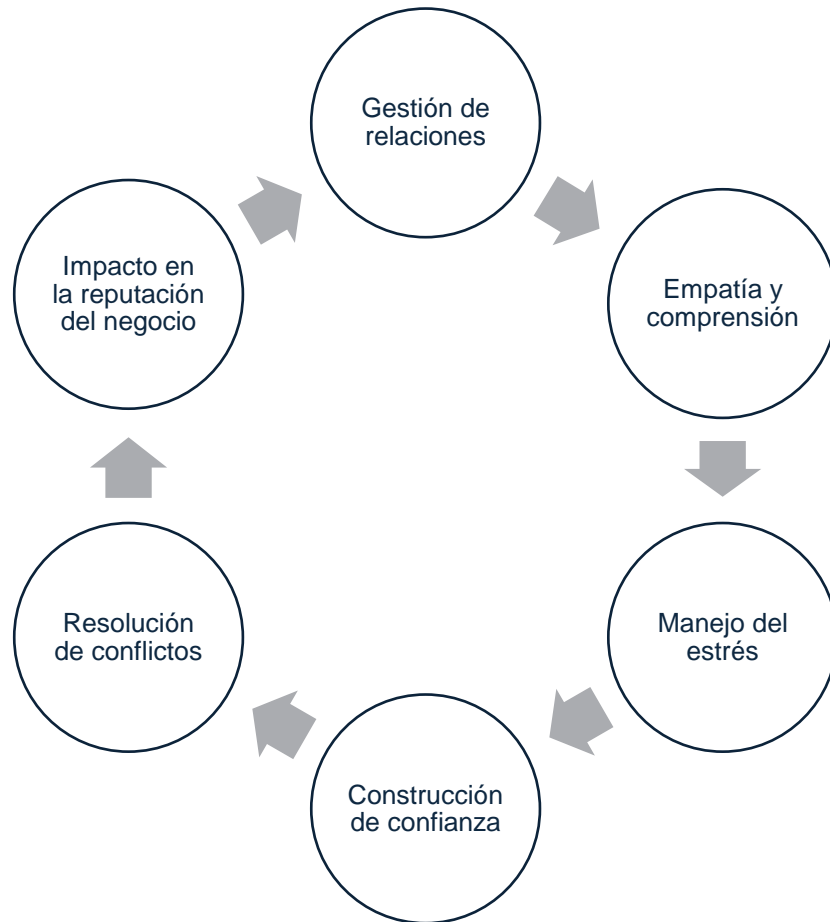 Gestión de
relaciones
Empatía y
comprensión
Manejo del
estrés
Construcción
de confianza
Resolución
de conflictos
Impacto en
la reputación
del negocio